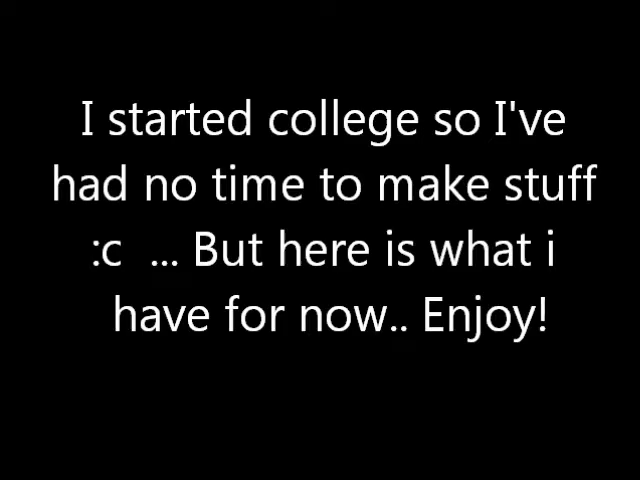 I started college so I've
had no time to make stuff
:c  ... But here is what i
have for now.. Enjoy!